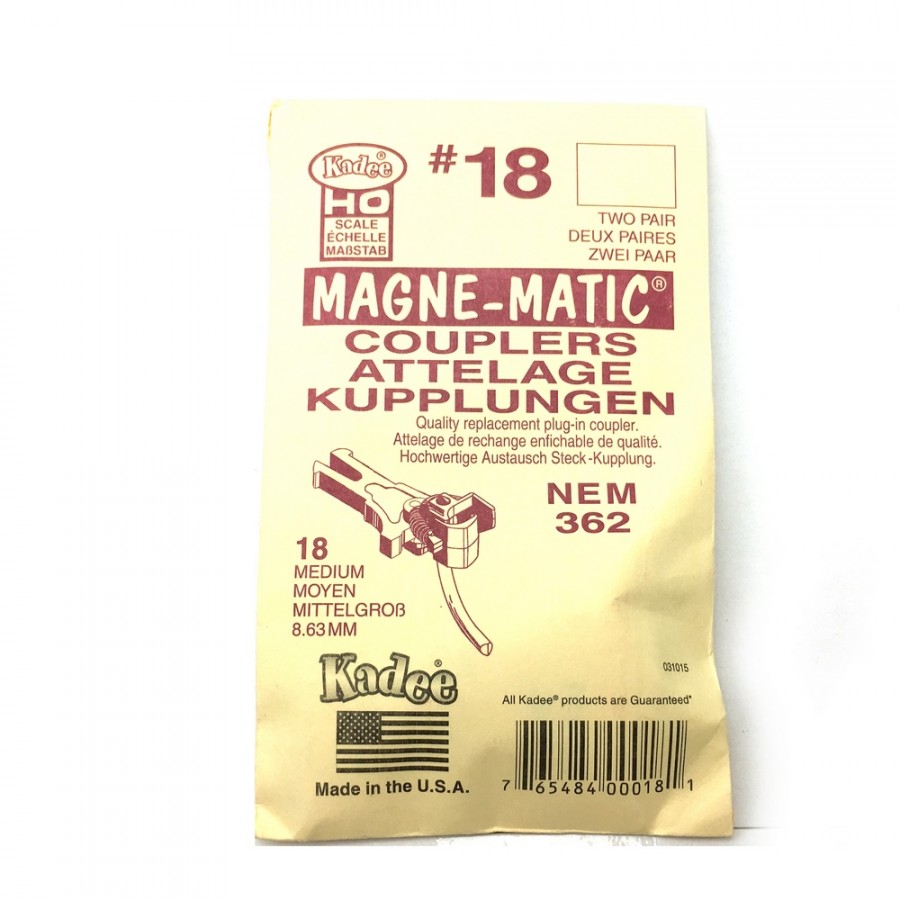 Kadee®
HO
SCALE
ÉCHELLE
MAßSTAB
#18
TWO PAIR
DEUX PAIRES
ZWEI PAAR
MAGNE-MATIC®
COUPLERS
ATTELAGE
KUPPLUNGEN
Quality replacement plug-in coupler.
Attelage de rechange enfichable de qualité.
Hochwertige Austausch Steck-Kupplung.
NEM
362
18
MEDIUM
MOYEN
MITTELGROß
8.63MM
Kadee®
Made in the U.S.A.
031015
All Kadee® products are Guaranteed"
7 65484 00018 1